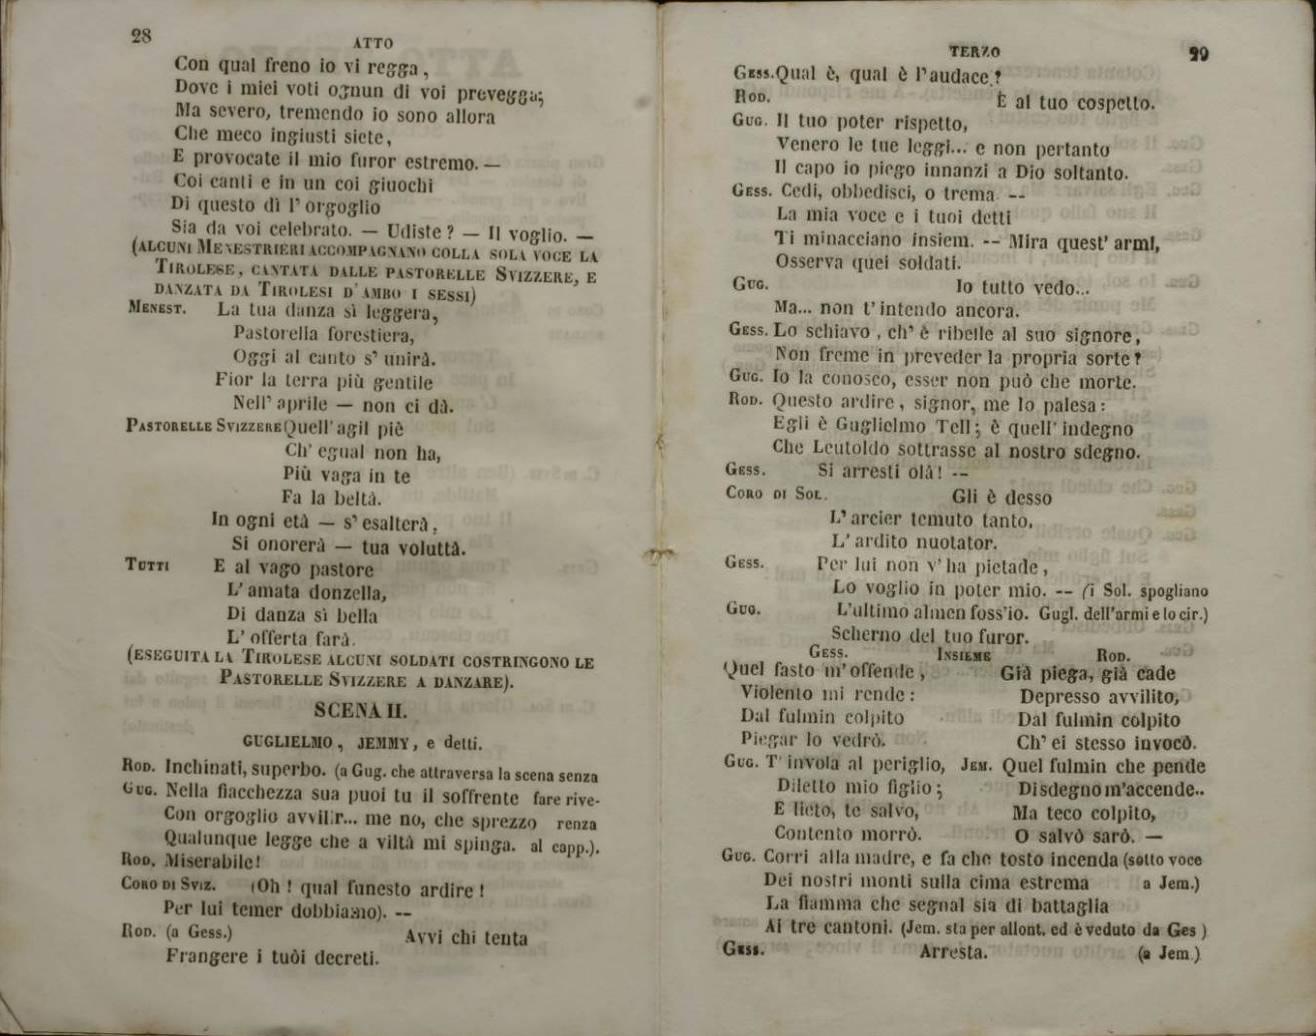 28
ATTO
Con qual freno io vi regga,
Dove i miei voti ognun di voi prevegga;
Ma severo, tremendo io sono allora
Che meco ingiusti siete,
E provocate il mio furor estremo. —
Coi canti e in un coi giuochi
Di questo dì l'orgoglio
Sia da voi celebrato. — Udiste? — Il voglio. —
(ALCUNI MENESTRIERI ACCOMPAGNANO COLLA SOLA VOCE LA
TIROLESE, CANTATA DALLE PASTORELLE SVIZZERE, E
DANZATA DA TIROLESI D'AMBO I SESSI)
MENEST. La tua danza sì leggera,
Pastorella forestiera,
Oggi al canto s'unirà.
Fior la terra più gentile
Nell'aprile — non ci dà.
PASTORELLE SVIZZERE Quell'agil piè
Ch'egual non ha,
Più vaga in te
Fa la beltà.
In ogni età — s'esalterà,
Si onorerà — tua voluttà.
TUTTI E al vago pastore
L'amata donzella,
Di danza sì bella
L'offerta farà.
(ESEGUITA LA TIROLESE ALCUNI SOLDATI COSTRINGONO LE
PASTORELLE SVIZZERE A DANZARE).
SCENA II.
GUGLIELMO, JEMMY, e detti.
ROD. Inchinati, superbo. (a Gug. che attraversa la scena senza
GUG. Nella fiacchezza sua puoi tu il soffrente fare rive-
Con orgoglio avvilir... me no, che sprezzo renza
Qualunque legge che a viltà mi spinga. al capp.).
ROD. Miserabile!
CORO DI SVIZ. (Oh! qual funesto ardire!
Per lui temer dobbiamo). --
ROD. (a Gess.) Avvi chi tenta
Frangere i tuòi decreti.
TERZO
29
GESS. Qual è, qual è l'audace?
ROD. È al tuo cospetto.
GUG. Il tuo poter rispetto,
Venero le tue leggi... e non pertanto
Il capo io piego innanzi a Dio soltanto.
GESS. Cedi, obbedisci, o trema. --
La mia voce e i tuoi detti
Ti minacciano insiem. -- Mira quest'armi,
Osserva quei soldati.
GUG. Io tutto vedo...
Ma... non t'intendo ancora.
GESS. Lo schiavo, ch'è ribelle al suo signore,
Non freme in preveder la propria sorte?
GUG. Io la conosco, esser non può che morte.
ROD. Questo ardire, signor, me lo palesa:
Egli è Guglielmo Tell; è quell'indegno
Che Leutoldo sottrasse al nostro sdegno.
GESS. Si arresti olà! --
CORO DI SOL. Gli è desso
L'arcier temuto tanto,
L'ardito nuotator.
GESS. Per lui non v'ha pietade,
Lo voglio in poter mio. -- (i Sol. spogliano
GUG. L'ultimo almen foss'io. Gugl. dell'armi e lo cir.)
Scherno del tuo furor.
GESS. INSIEME ROD.
Quel fasto m'offende, Già piega, già cade
Violento mi rende: Depresso avvilito,
Dal fulmin colpito Dal fulmin colpito
Piegar lo vedrò. Ch'ei stesso invocò.
GUG. T'invola al periglio, JEM. Quel fulmin che pende
Diletto mio figlio; Di sdegno m'accende..
E lieto, te salvo, Ma teco colpito,
Contento morrò. O salvò sarò. —
GUG. Corri alla madre, e fa che tosto incenda (sotto voce
Dei nostri monti sulla cima estrema a Jem.)
La fiamma che segnal sia di battaglia
Ai tre cantoni. (Jem. sta per allont. ed è veduto da Ges)
GESS. Arresta. (a Jem.)